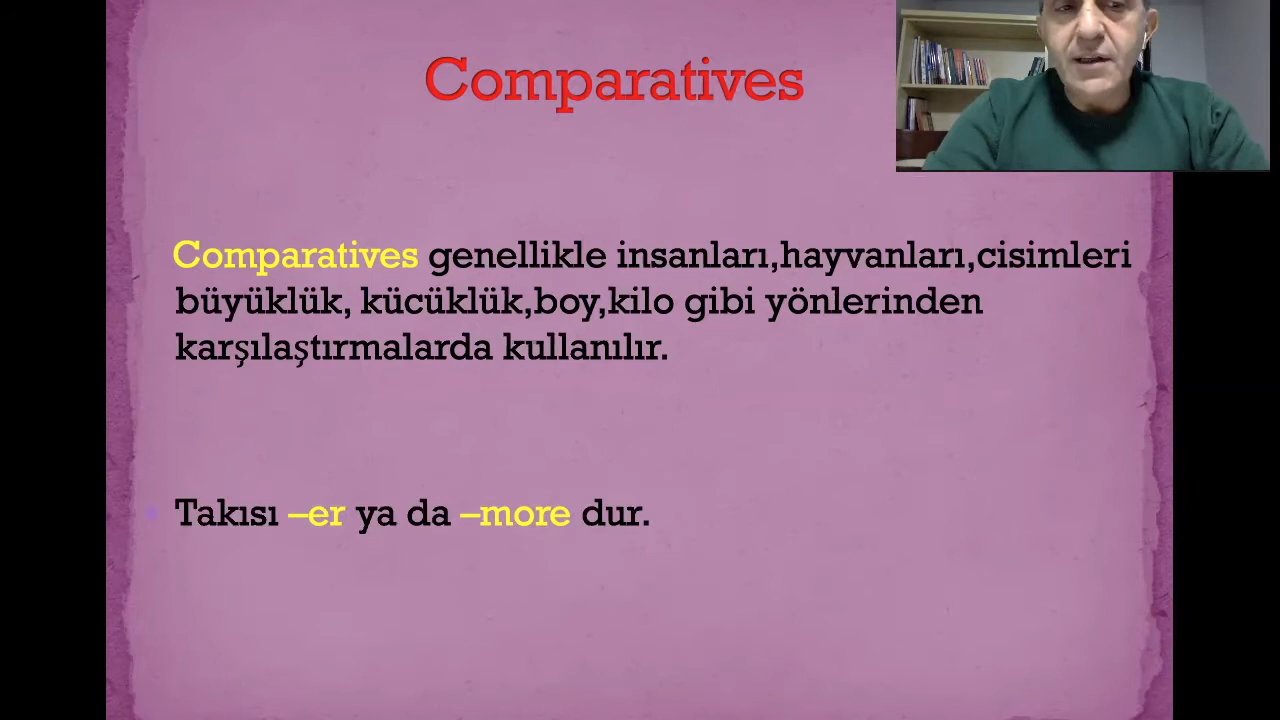 Comparatives
Comparatives genellikle insanları,hayvanları,cisimleri
büyüklük, kücüklük,boy,kilo gibi yönlerinden
karşılaştırmalarda kullanılır.
Takısı –er ya da –more dur.